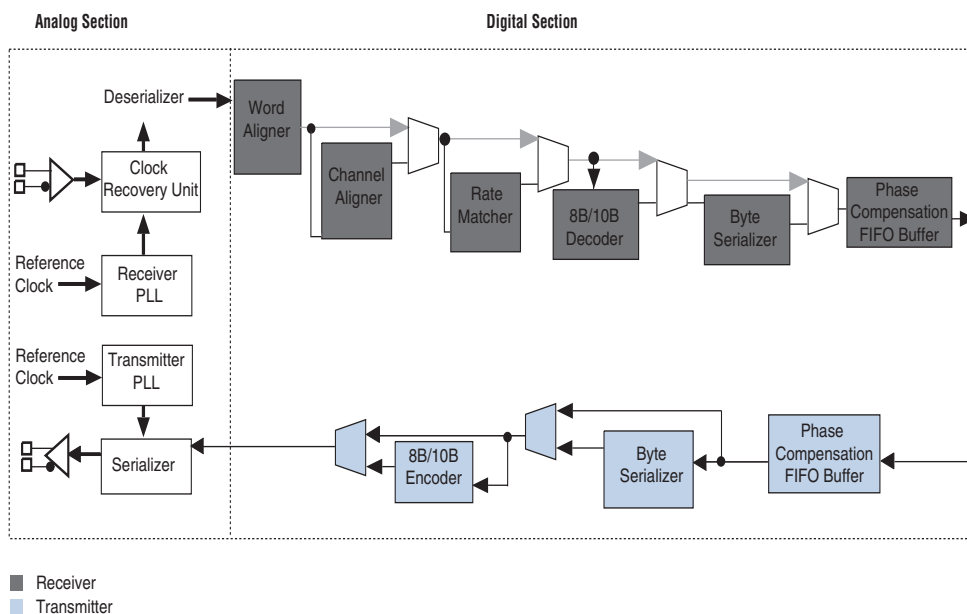 Analog Section
Digital Section
Deserializer
Word
Aligner
Clock
Recovery Unit
Channel
Aligner
Rate
Matcher
8B/10B
Decoder
Byte
Serializer
Phase
Compensation
FIFO Buffer
Reference
Clock
Receiver
PLL
Reference
Clock
Transmitter
PLL
Serializer
8B/10B
Encoder
Byte
Serializer
Phase
Compensation
FIFO Buffer
Receiver
Transmitter